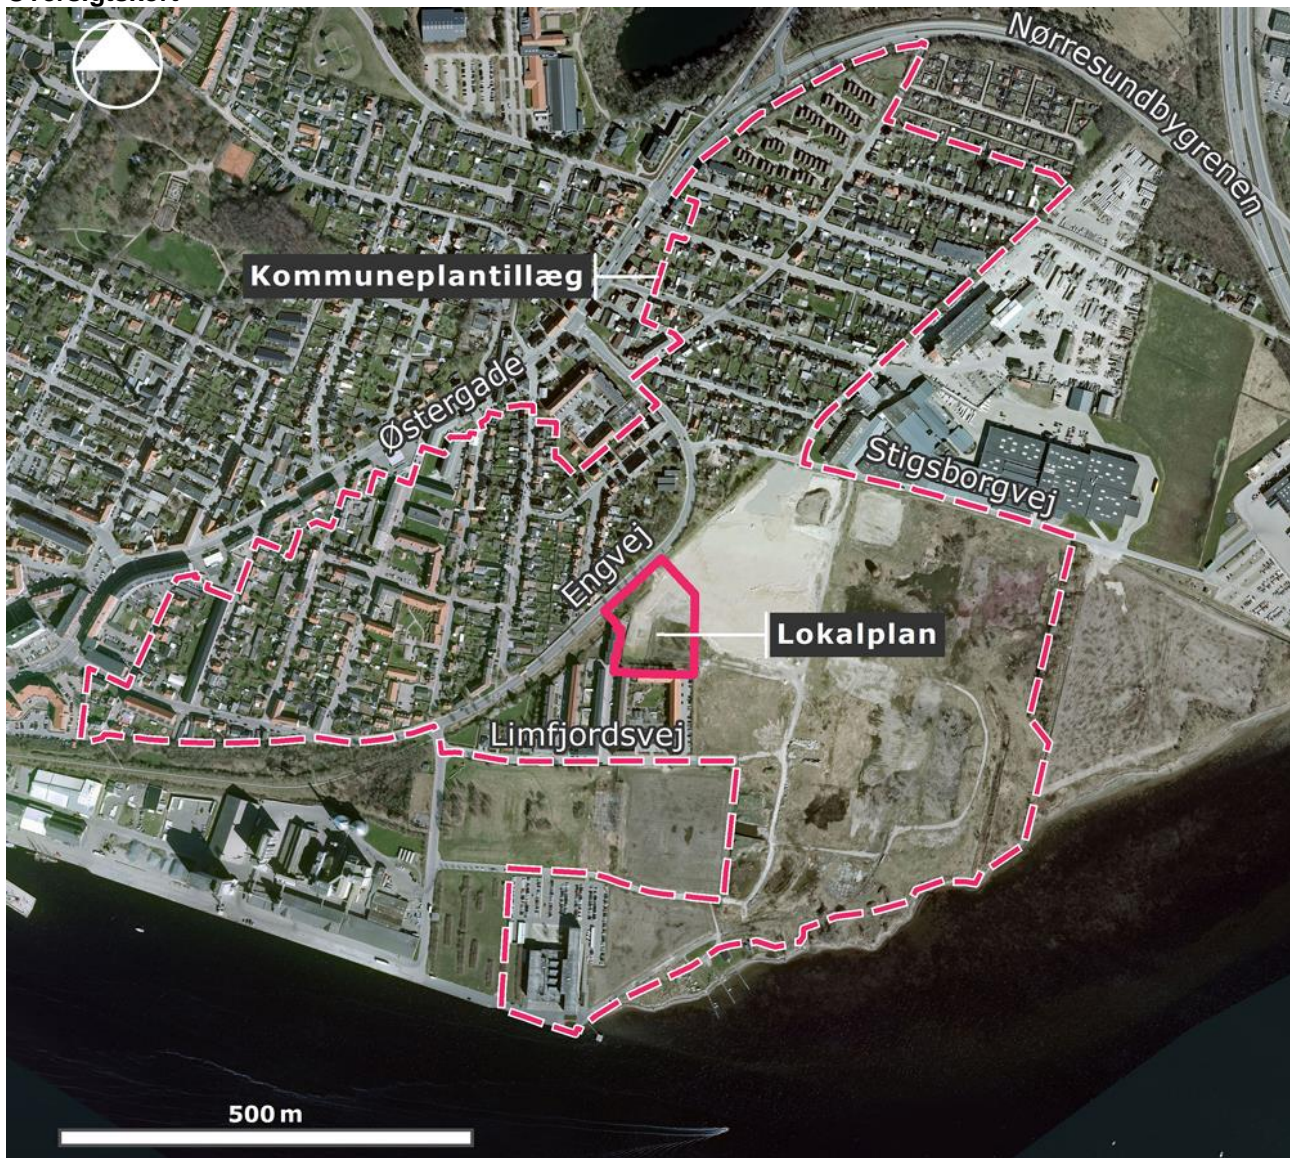 Nørresundbygrenen
Kommuneplantillæg
Østergade
Stigsborgvej
Engvej
Lokalplan
Limfjordsvej
500 m